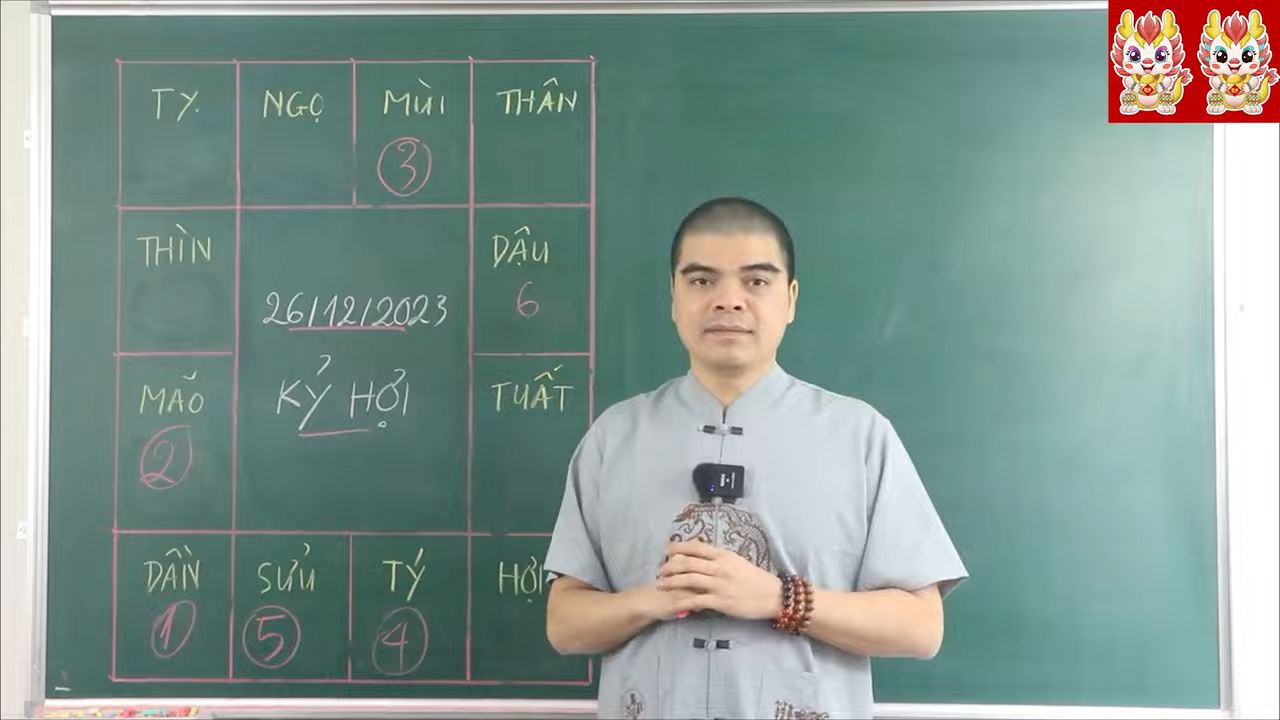 TỴ
NGỌ
MÙI
THÂN
3
THÌN
DẬU
6
26/12/2023
KỶ HỢI
MÃO
2
TUẤT
DẦN
SỬU
TÝ
HỢI
1
5
4